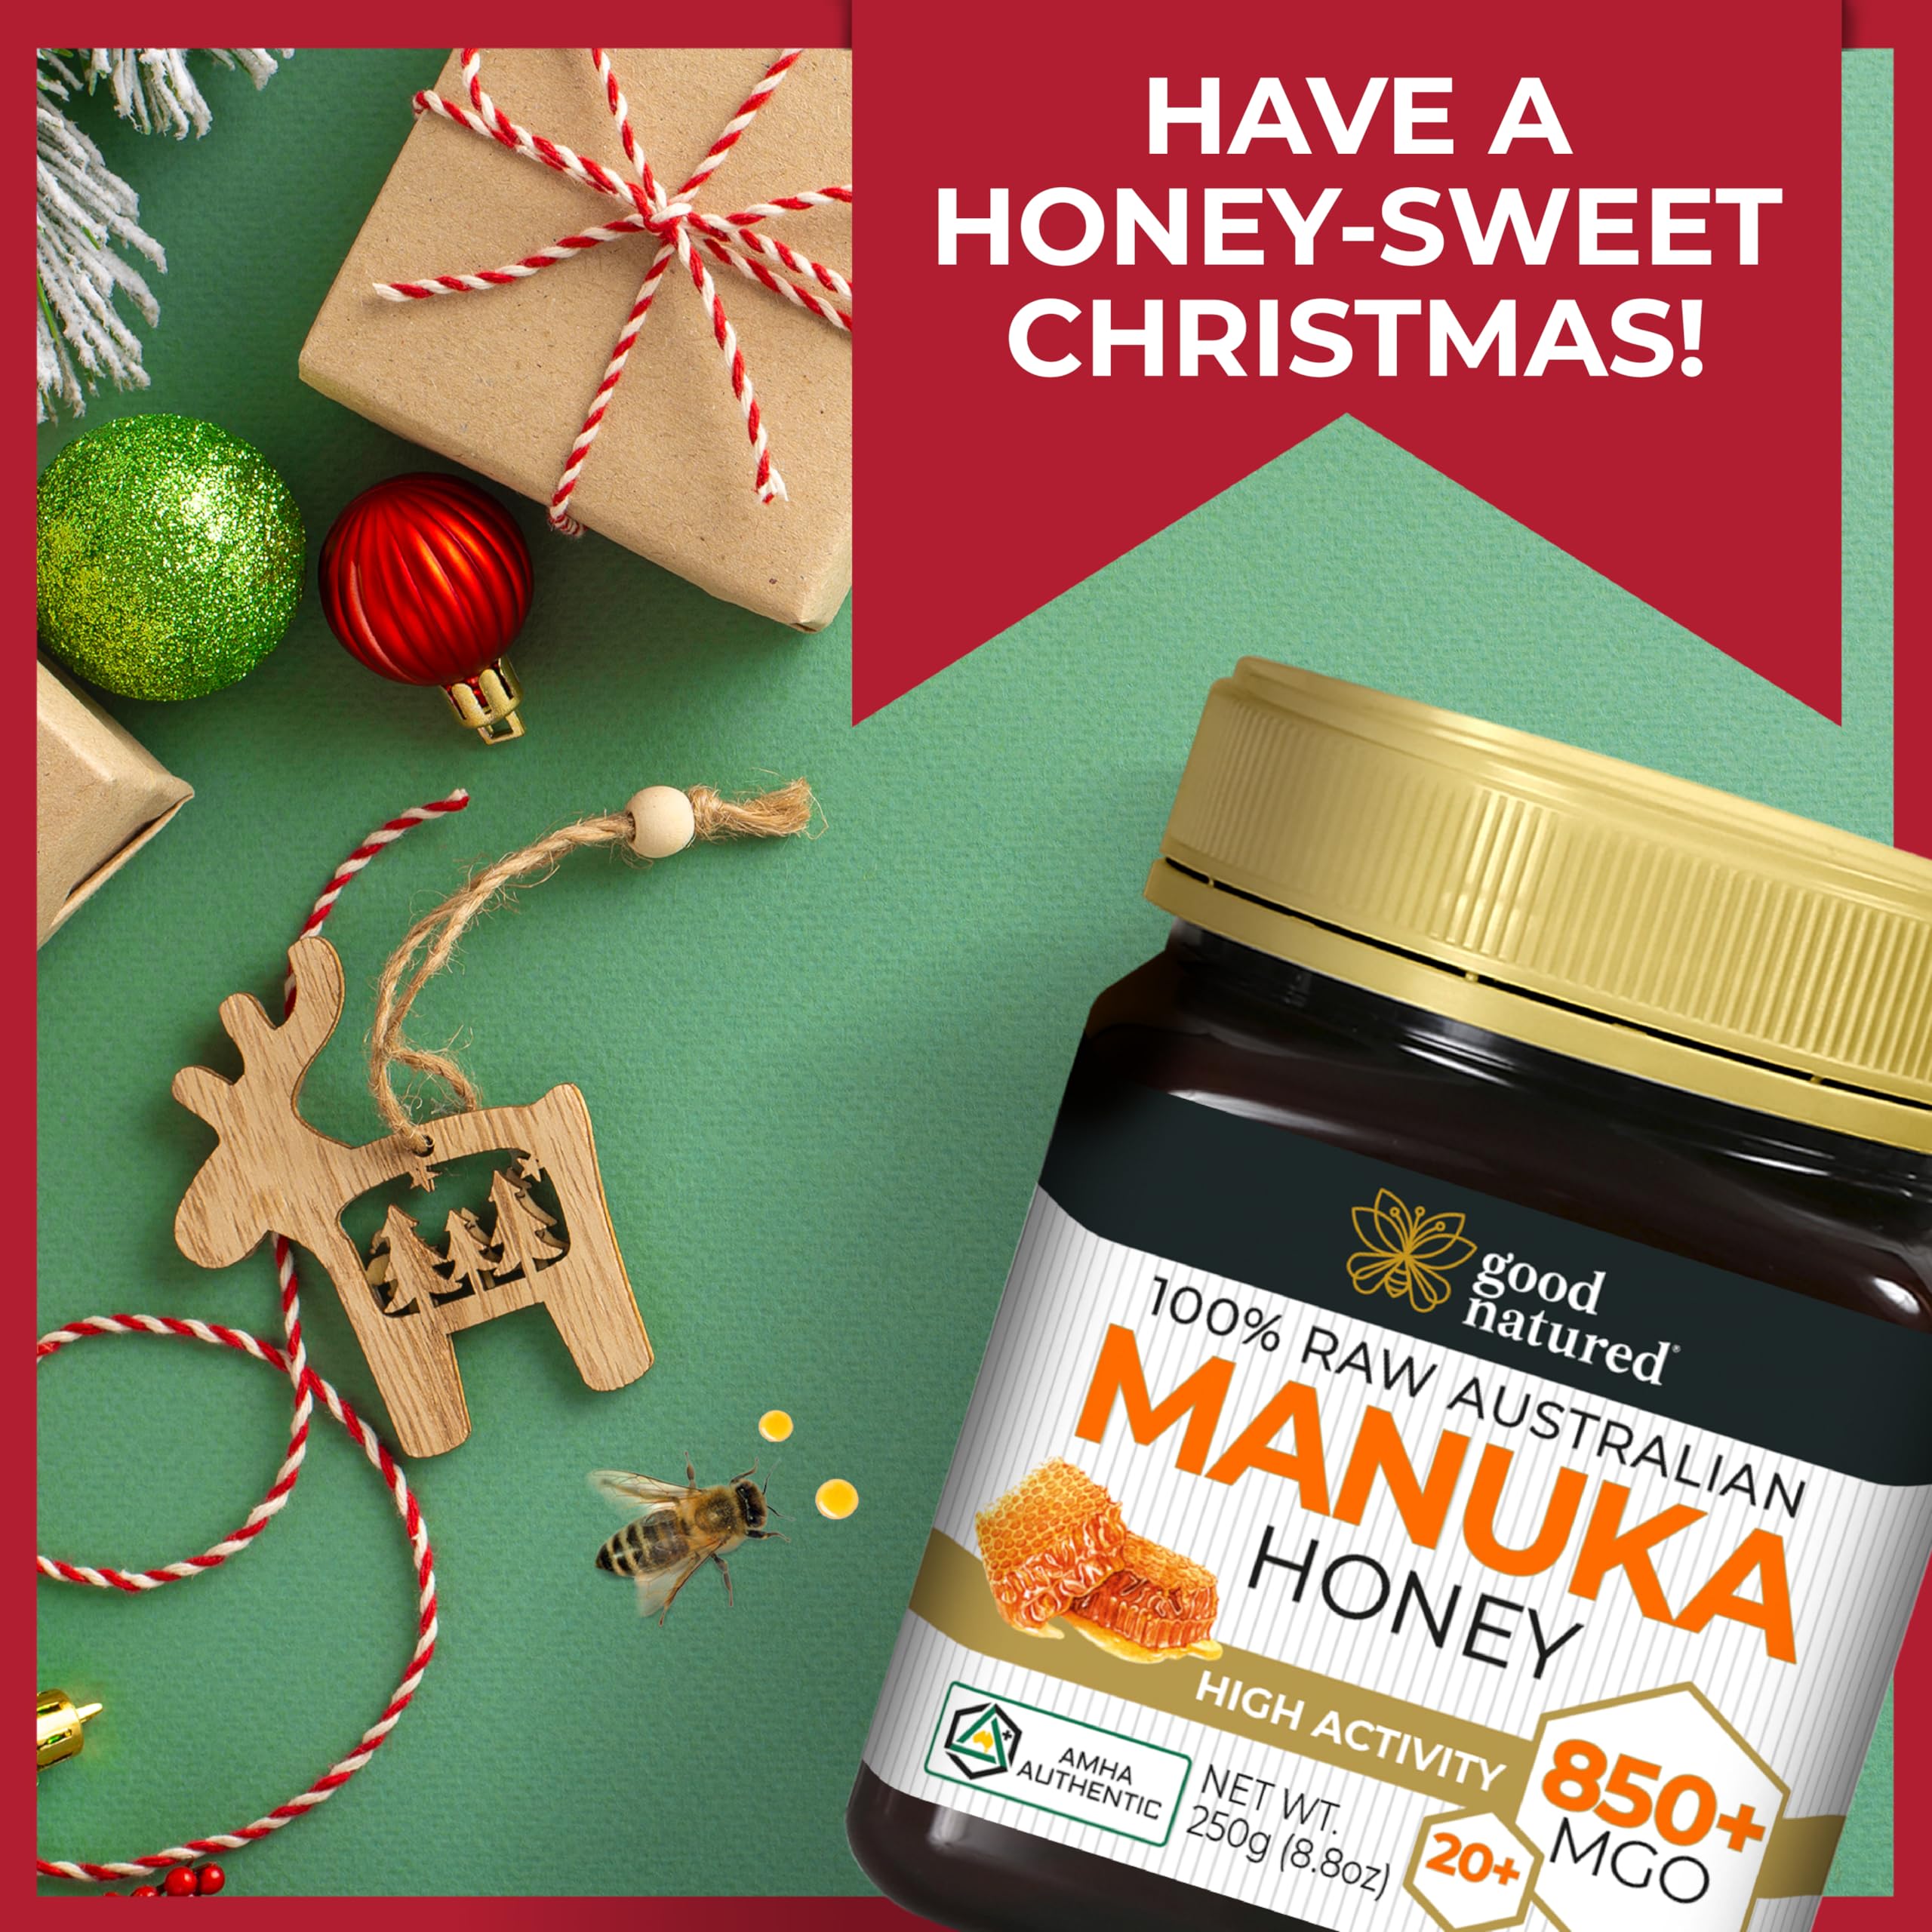 HAVE A
HONEY-SWEET
CHRISTMAS!
good
natured®
100% RAW AUSTRALIAN
MANUKA
HONEY
HIGH ACTIVITY
AMHA
AUTHENTIC
NET WT.
250g (8.8oz)
20+
850+
MGO